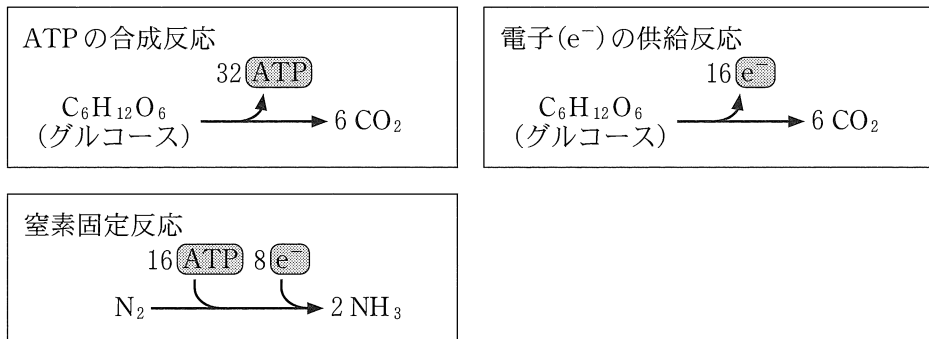 ATPの合成反応
32 ATP
C₆H₁₂O₆
(グルコース)
6 CO₂
電子(e⁻)の供給反応
16 e⁻
C₆H₁₂O₆
(グルコース)
6 CO₂
窒素固定反応
16 ATP 8 e⁻
N₂ 2 NH₃